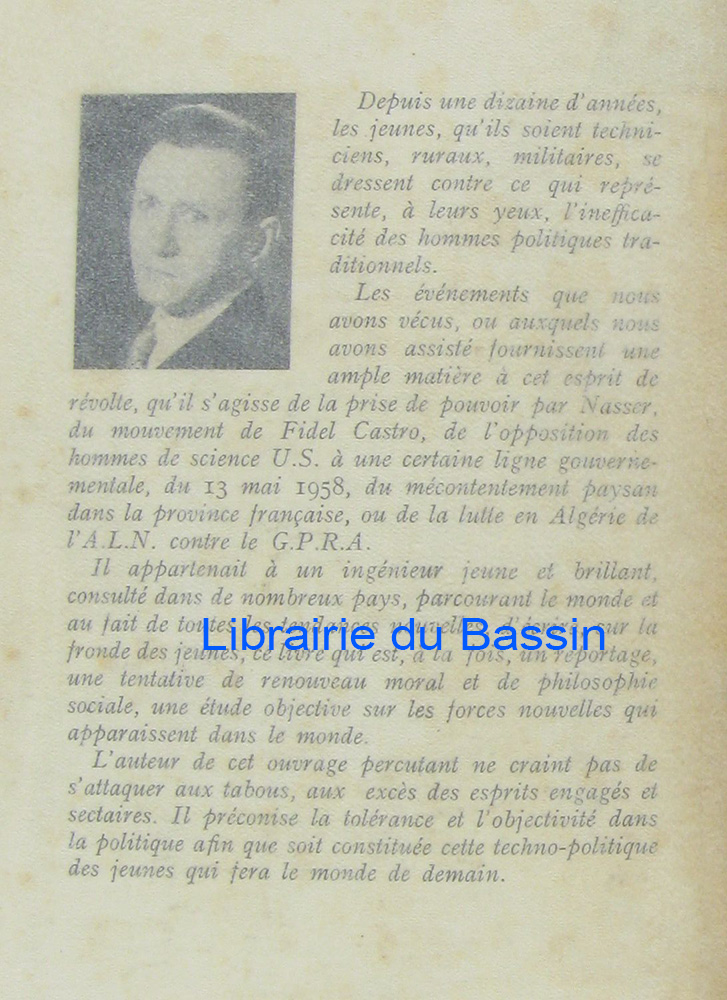 Depuis une dizaine d'années,
les jeunes, qu'ils soient techni-
ciens, ruraux, militaires, se
dressent contre ce qui repré-
sente, à leurs yeux, l'ineffica-
cité des hommes politiques tra-
ditionnels.
Les événements que nous
avons vécus, ou auxquels nous
avons assisté fournissent une
ample matière à cet esprit de
révolte, qu'il s'agisse de la prise de pouvoir par Nasser,
du mouvement de Fidel Castro, de l'opposition des
hommes de science U.S. à une certaine ligne gouverne-
mentale, du 13 mai 1958, du mécontentement paysan
dans la province française, ou de la lutte en Algérie de
l'A.L.N. contre le G.P.R.A.
Il appartenait à un ingénieur jeune et brillant,
consulté dans de nombreux pays, parcourant le monde et
au fait de toutes les tendances nouvelles d'écrire sur la
Librairie du Bassin
fronde des jeunes, ce livre qui est, à la fois, un reportage,
une tentative de renouveau moral et de philosophie
sociale, une étude objective sur les forces nouvelles qui
apparaissent dans le monde.
L'auteur de cet ouvrage percutant ne craint pas de
s'attaquer aux tabous, aux excès des esprits engagés et
sectaires. Il préconise la tolérance et l'objectivité dans
la politique afin que soit constituée cette techno-politique
des jeunes qui fera le monde de demain.